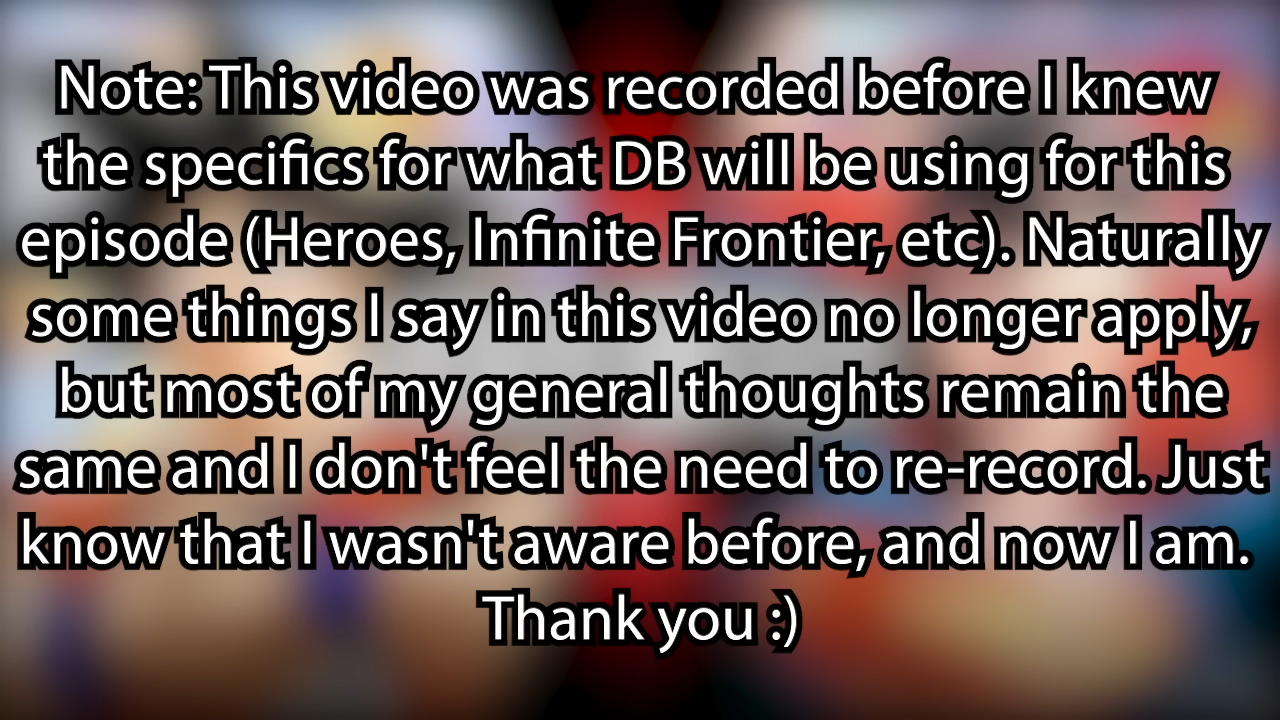 Note: This video was recorded before I knew
the specifics for what DB will be using for this
episode (Heroes, Infinite Frontier, etc). Naturally
some things I say in this video no longer apply,
but most of my general thoughts remain the
same and I don't feel the need to re-record. Just
know that I wasn't aware before, and now I am.
Thank you :)